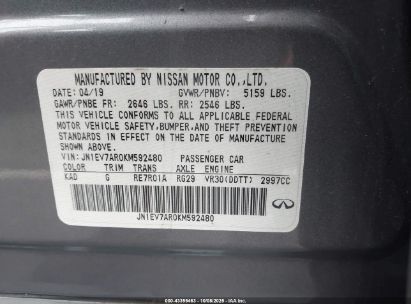 MANUFACTURED BY NISSAN MOTOR CO.,LTD.
DATE: 04/19 GVWR/PNBV: 5159 LBS.
GAWR/PNBE FR: 2646 LBS. RR: 2546 LBS.
THIS VEHICLE CONFORMS TO ALL APPLICABLE FEDERAL
MOTOR VEHICLE SAFETY,BUMPER,AND THEFT PREVENTION
STANDARDS IN EFFECT ON THE DATE OF MANUFACTURE
SHOWN ABOVE.
VIN: JN1EV7AR0KM592480 PASSENGER CAR
COLOR TRIM TRANS AXLE ENGINE
KAD G RE7R01A RG29 VR30(DDTT) 2997CC
JN1EV7AR0KM592480